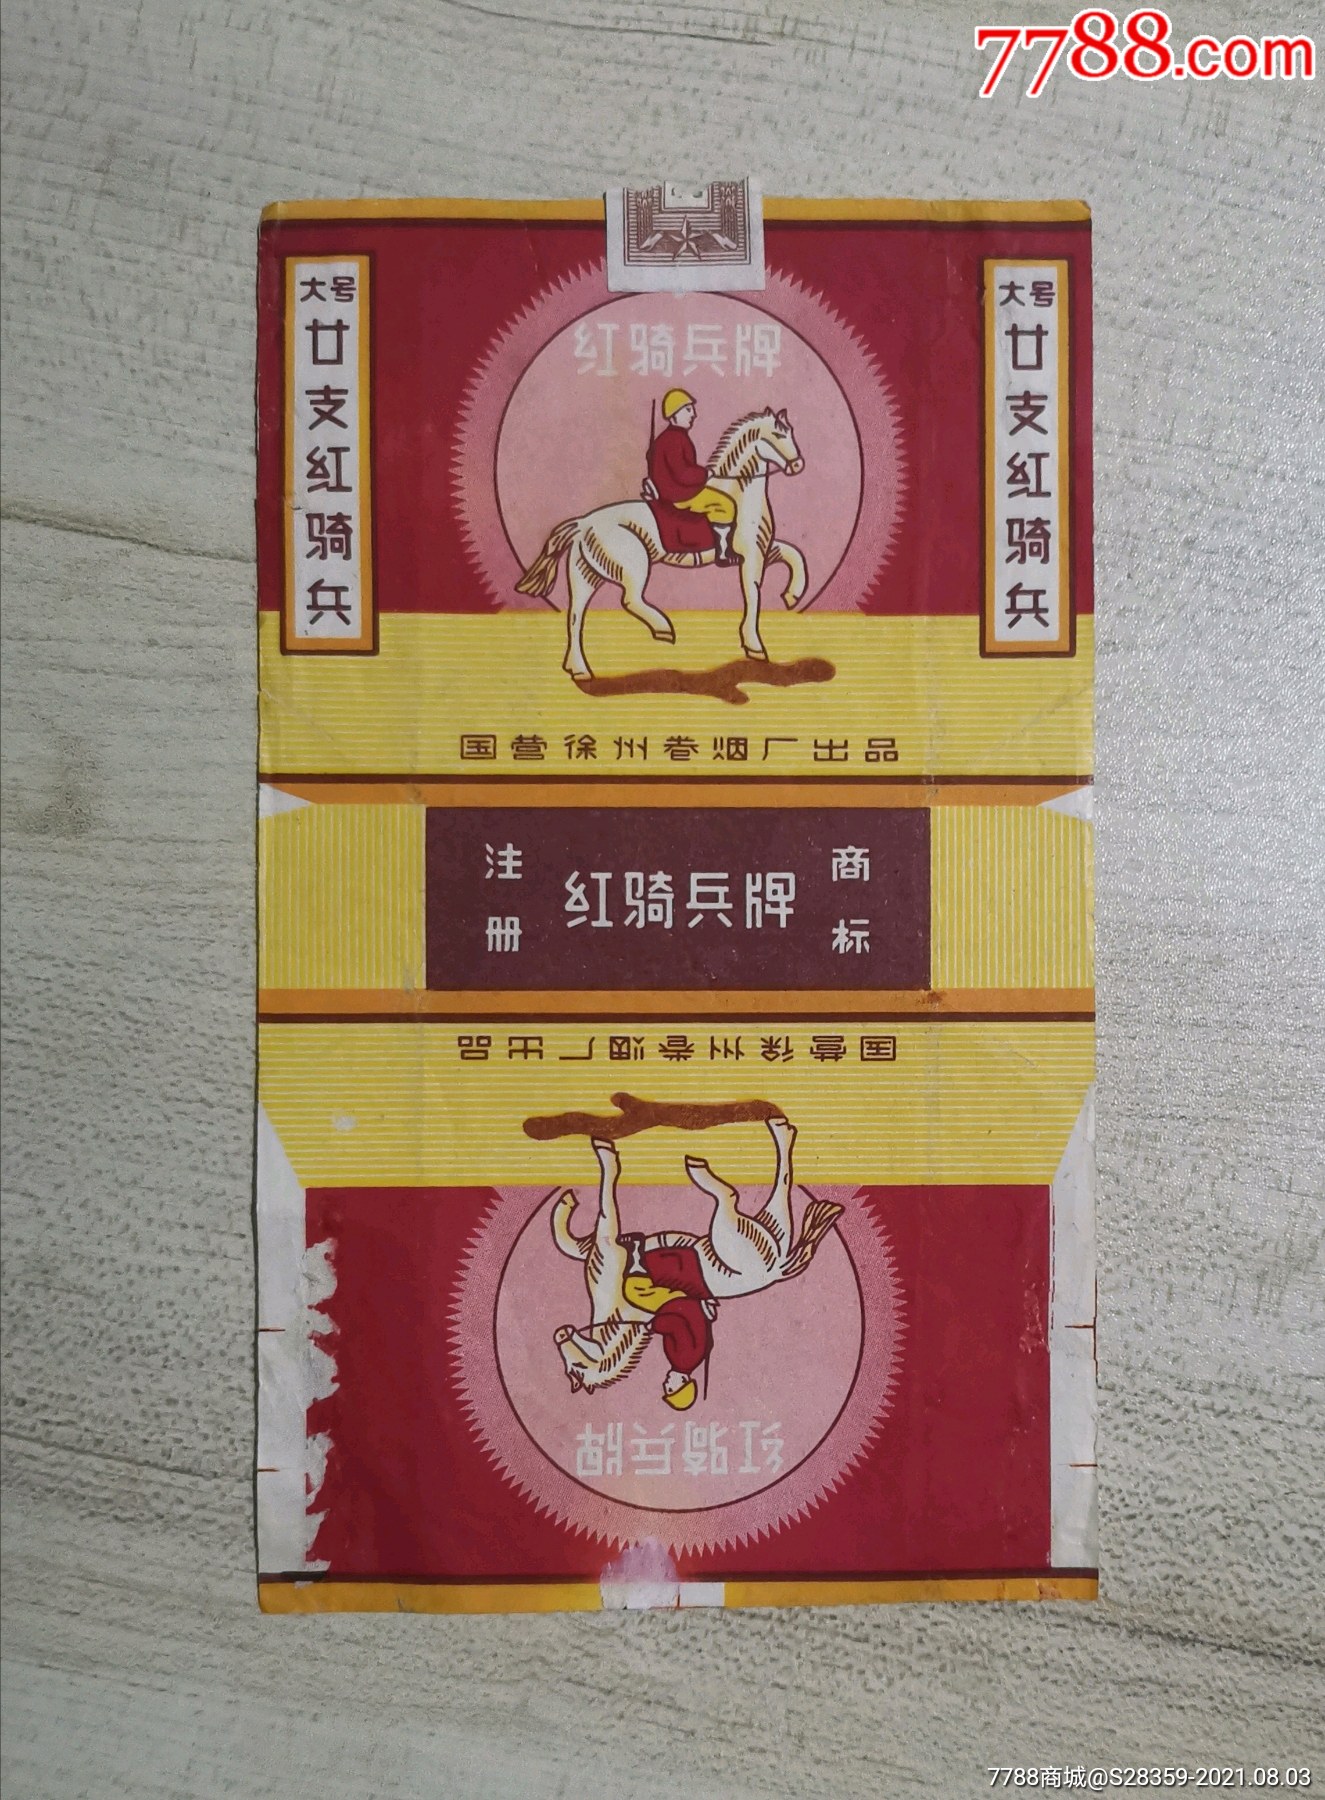 7788.com
大号
廿支红骑兵
大号
廿支红骑兵
红骑兵牌
国营徐州卷烟厂出品
注册
红骑兵牌
商标
国营徐州卷烟厂出品
红骑兵牌
7788商城@S28359-2021.08.03